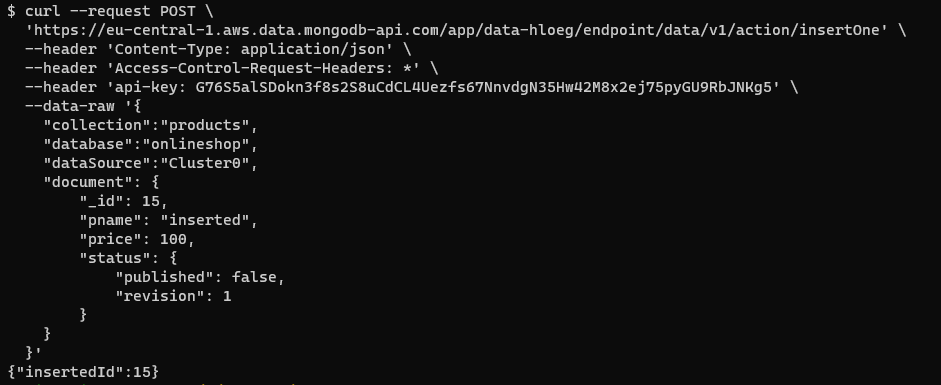 $ curl --request POST \
  'https://eu-central-1.aws.data.mongodb-api.com/app/data-hloeg/endpoint/data/v1/action/insertOne' \
  --header 'Content-Type: application/json' \
  --header 'Access-Control-Request-Headers: *' \
  --header 'api-key: G76S5alSDokn3f8s2S8uCdCL4Uezfs67NnvdgN35Hw42M8x2ej75pyGU9RbJNKg5' \
  --data-raw '{
    "collection":"products",
    "database":"onlineshop",
    "dataSource":"Cluster0",
    "document": {
        "_id": 15,
        "pname": "inserted",
        "price": 100,
        "status": {
            "published": false,
            "revision": 1
        }
    }
  }'
{"insertedId":15}